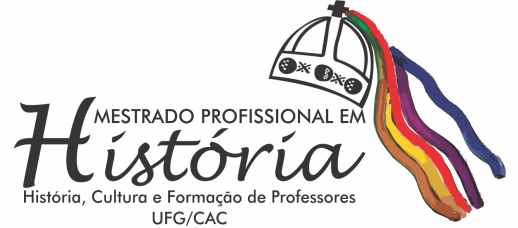 MESTRADO PROFISSIONAL EM
História
História, Cultura e Formação de Professores
UFG/CAC